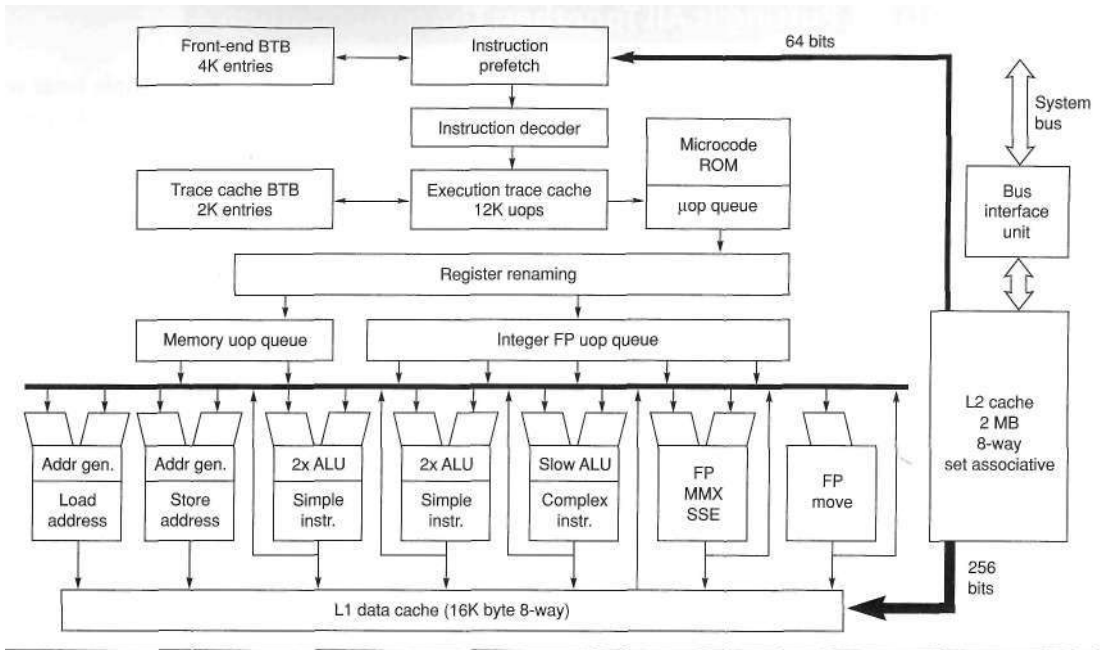 Front-end BTB
4K entries
Instruction
prefetch
64 bits
System
bus
Instruction decoder
Microcode
ROM
μop queue
Trace cache BTB
2K entries
Execution trace cache
12K uops
Bus
interface
unit
Register renaming
Memory uop queue
Integer FP uop queue
L2 cache
2 MB
8-way
set associative
Addr gen.
Load
address
Addr gen.
Store
address
2x ALU
Simple
instr.
2x ALU
Simple
instr.
Slow ALU
Complex
instr.
FP
MMX
SSE
FP
move
256
bits
L1 data cache (16K byte 8-way)